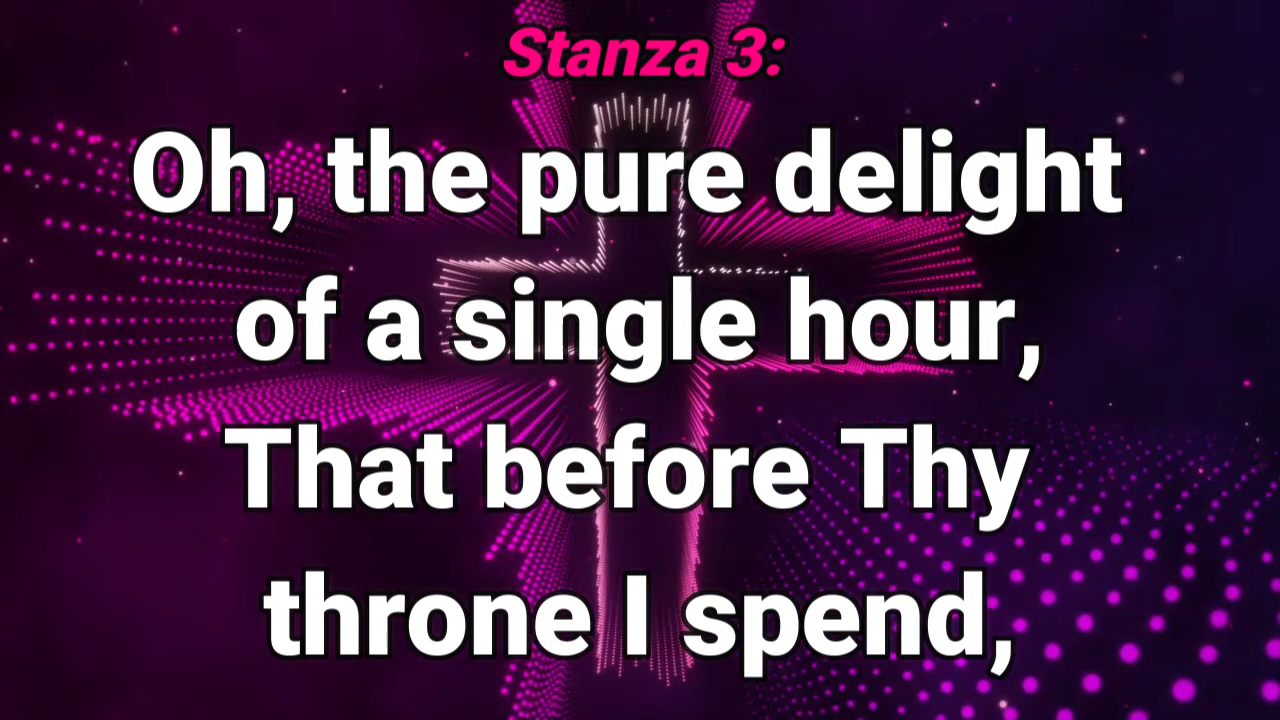 Stanza 3:
Oh, the pure delight
of a single hour,
That before Thy
throne I spend,